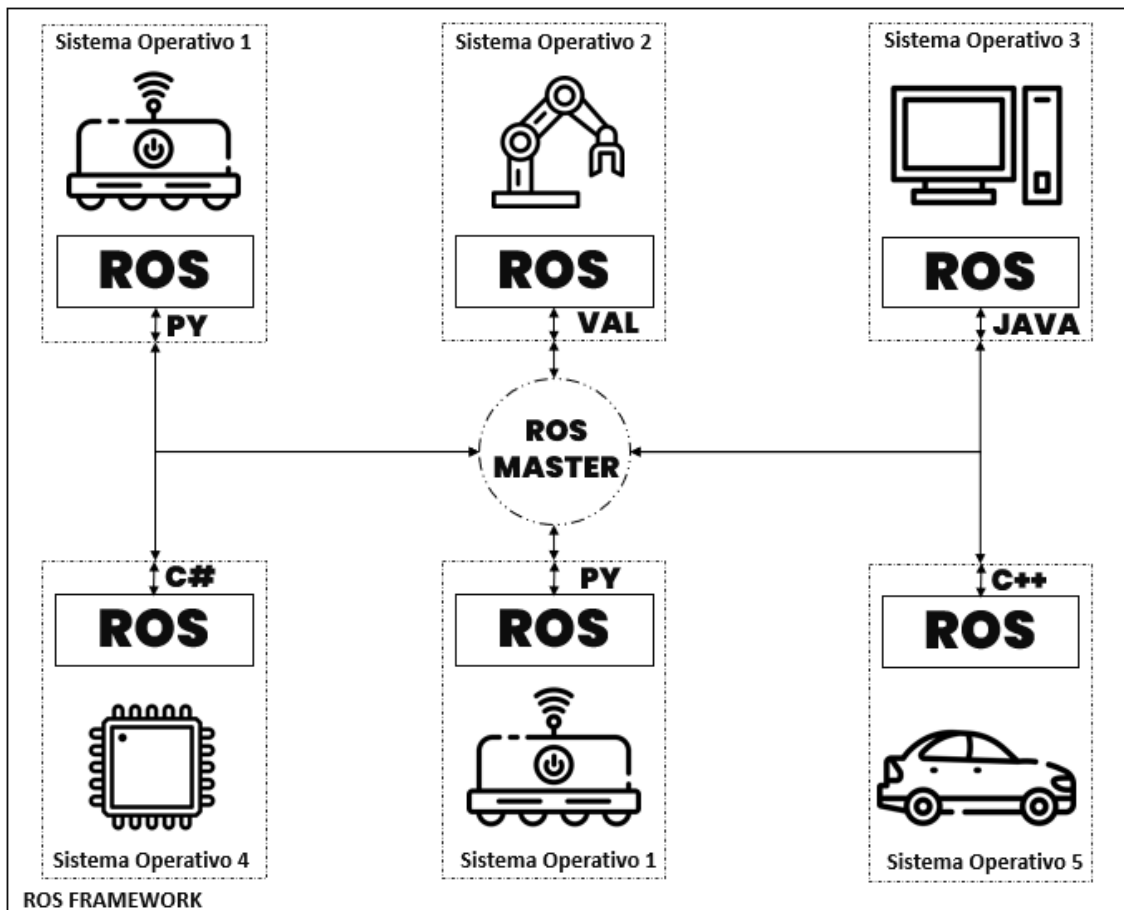 Sistema Operativo 1
Sistema Operativo 2
Sistema Operativo 3
ROS
ROS
ROS
PY
VAL
JAVA
ROS
MASTER
C#
PY
C++
ROS
ROS
ROS
Sistema Operativo 4
Sistema Operativo 1
Sistema Operativo 5
ROS FRAMEWORK